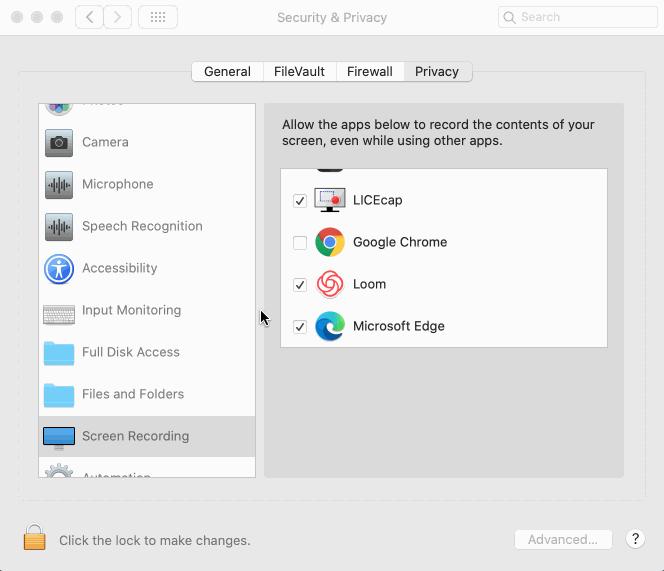 Security & Privacy
Search
General
FileVault
Firewall
Privacy
Photos
Camera
Microphone
Speech Recognition
Accessibility
Input Monitoring
Full Disk Access
Files and Folders
Screen Recording
Automation
Allow the apps below to record the contents of your
screen, even while using other apps.
LICEcap
Google Chrome
Loom
Microsoft Edge
Click the lock to make changes.
Advanced...
?